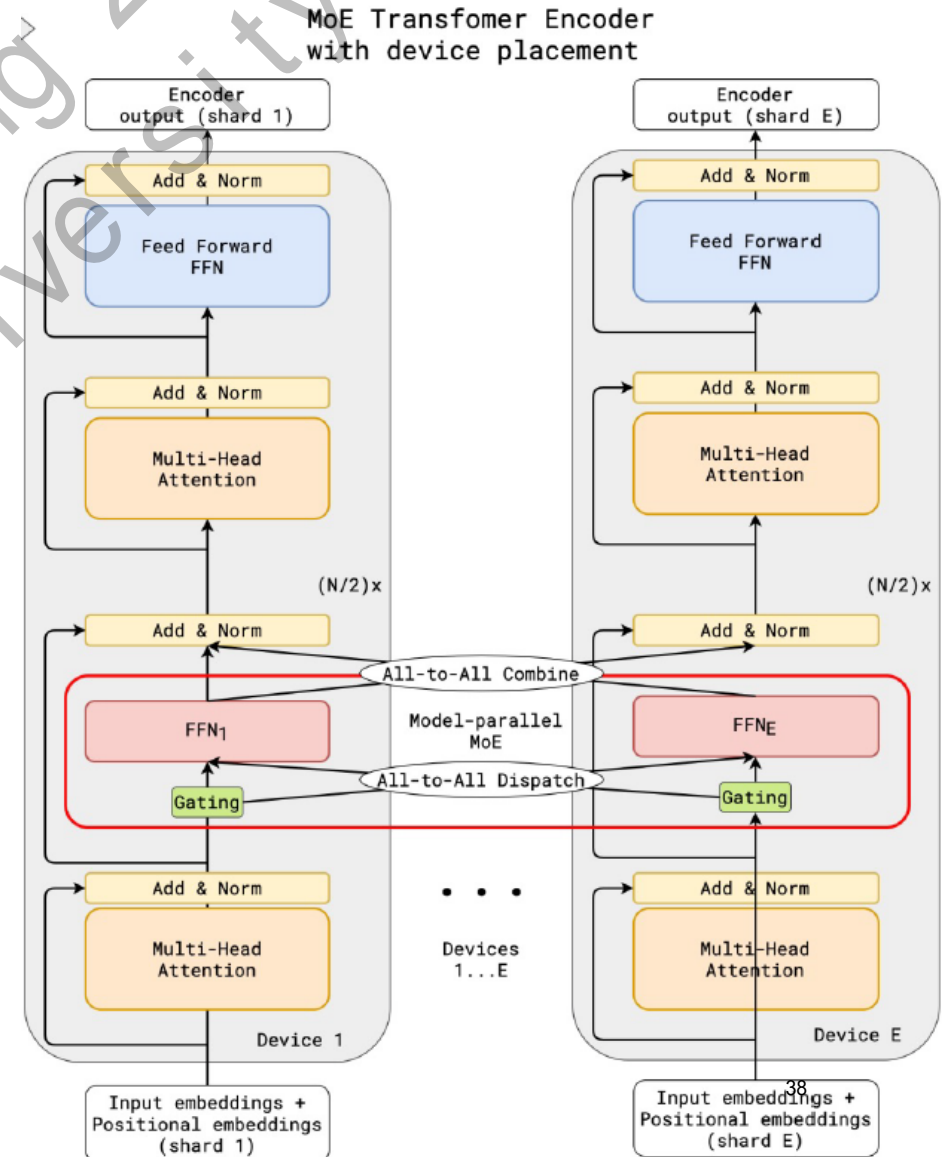 MoE Transfomer Encoder
with device placement
Encoder
output (shard 1)
Add & Norm
Feed Forward
FFN
Add & Norm
Multi-Head
Attention
(N/2)x
Add & Norm
FFN1
Gating
Add & Norm
Multi-Head
Attention
Device 1
Input embeddings +
Positional embeddings
(shard 1)
All-to-All Combine
Model-parallel
MoE
All-to-All Dispatch
Devices
1...E
Encoder
output (shard E)
Add & Norm
Feed Forward
FFN
Add & Norm
Multi-Head
Attention
(N/2)x
Add & Norm
FFNE
Gating
Add & Norm
Multi-Head
Attention
Device E
38
Input embeddings +
Positional embeddings
(shard E)